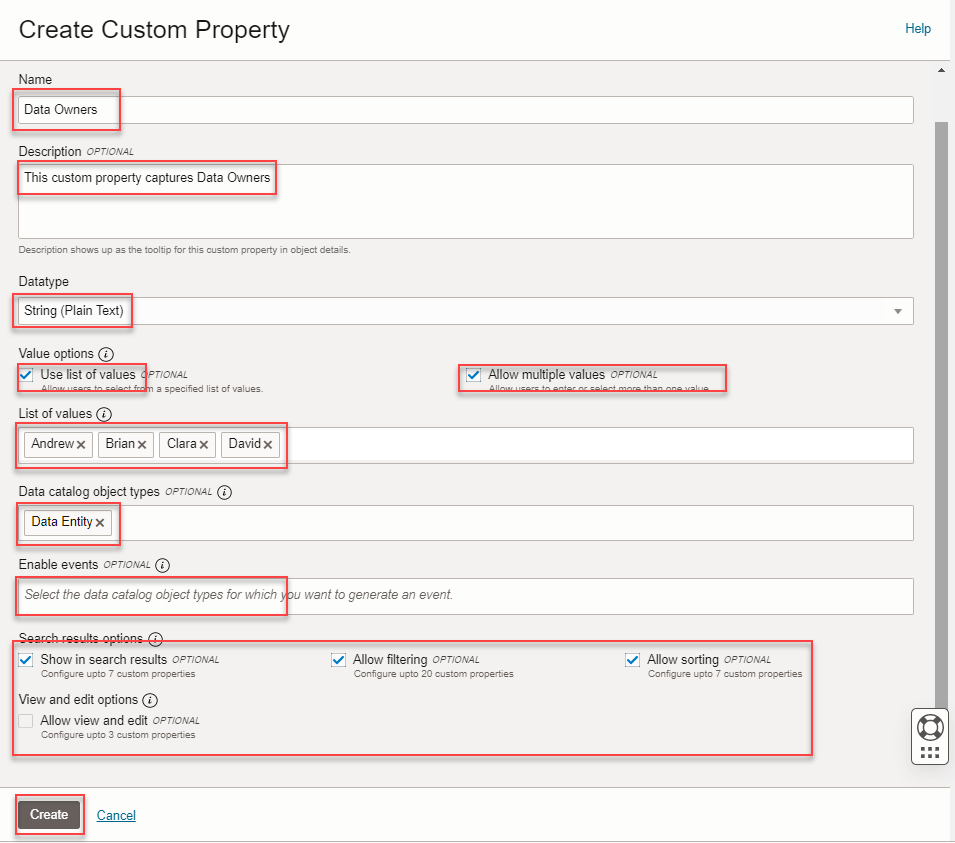 Create Custom Property
Help
Name
Data Owners
Description OPTIONAL
This custom property captures Data Owners
Description shows up as the tooltip for this custom property in object details.
Datatype
String (Plain Text)
Value options
Use list of values OPTIONAL
Allow users to select from a specified list of values.
Allow multiple values OPTIONAL
Allow users to enter or select more than one value
List of values
Andrew Brian Clara David
Data catalog object types OPTIONAL
Data Entity
Enable events OPTIONAL
Select the data catalog object types for which you want to generate an event.
Search results options
Show in search results OPTIONAL
Configure upto 7 custom properties
Allow filtering OPTIONAL
Configure upto 20 custom properties
Allow sorting OPTIONAL
Configure upto 7 custom properties
View and edit options
Allow view and edit OPTIONAL
Configure upto 3 custom properties
Create Cancel